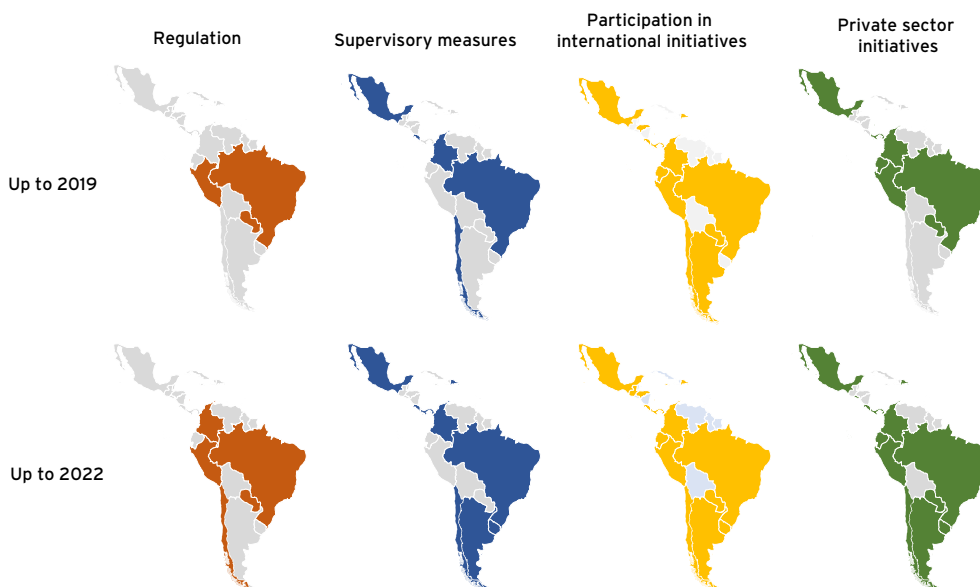 Regulation
Supervisory measures
Participation in
international initiatives
Private sector
initiatives
Up to 2019
Up to 2022